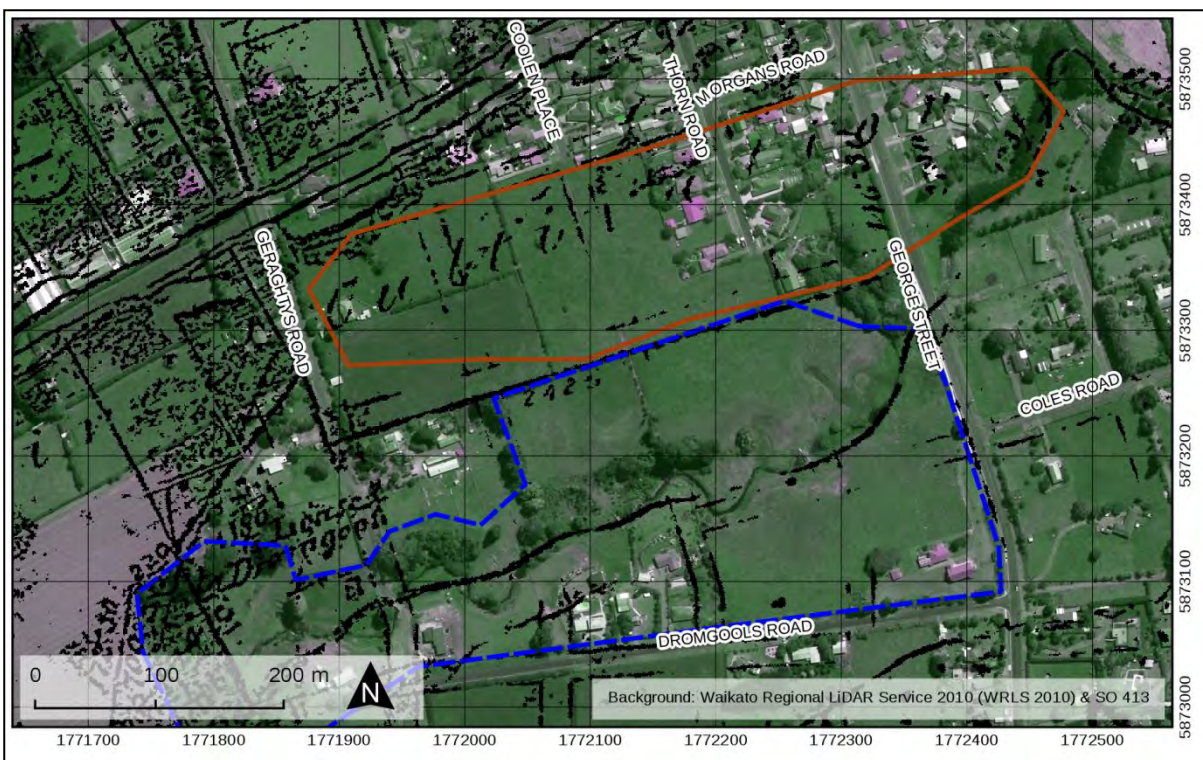 COOLEN PLACE
THORN ROAD
MORGANS ROAD
GERAGHTYS ROAD
GEORGE STREET
COLES ROAD
DROMGOOLS ROAD
0 100 200 m
N
Background: Waikato Regional LiDAR Service 2010 (WRLS 2010) & SO 413
5873500
5873400
5873300
5873200
5873100
5873000
1771700 1771800 1771900 1772000 1772100 1772200 1772300 1772400 1772500